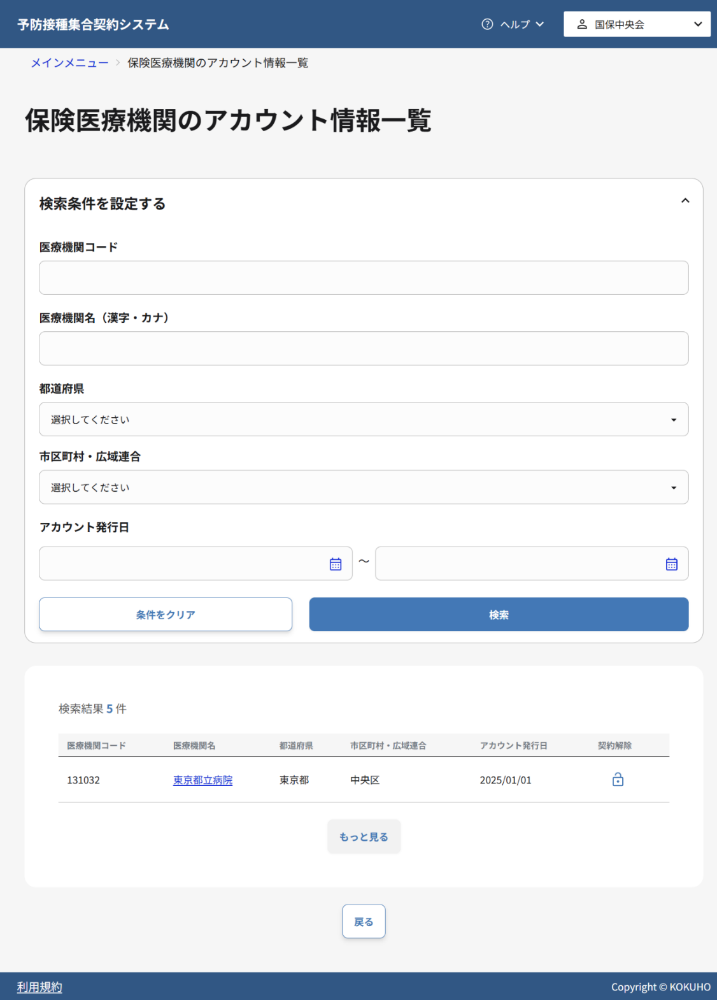 予防接種集合契約システム
ヘルプ
国保中央会
メインメニュー > 保険医療機関のアカウント情報一覧
保険医療機関のアカウント情報一覧
検索条件を設定する
医療機関コード
医療機関名（漢字・カナ）
都道府県
選択してください
市区町村・広域連合
選択してください
アカウント発行日
～
条件をクリア
検索
検索結果 5 件
医療機関コード 医療機関名 都道府県 市区町村・広域連合 アカウント発行日 契約解除
131032 東京都立病院 東京都 中央区 2025/01/01
もっと見る
戻る
利用規約
Copyright © KOKUHO